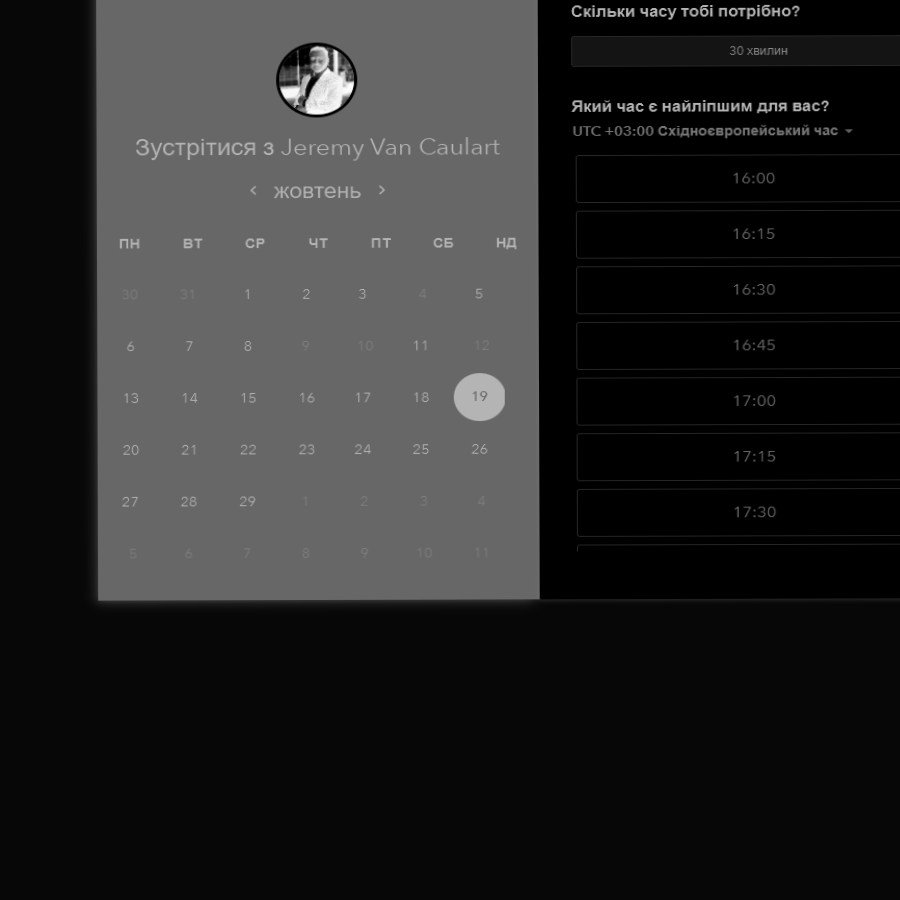 Зустрітися з Jeremy Van Caulart
< жовтень >
ПН ВТ СР ЧТ ПТ СБ НД
30 31 1 2 3 4 5
6 7 8 9 10 11 12
13 14 15 16 17 18 19
20 21 22 23 24 25 26
27 28 29 1 2 3 4
5 6 7 8 9 10 11
Скільки часу тобі потрібно?
30 хвилин
Який час є найліпшим для вас?
UTC +03:00 Східноєвропейський час
16:00
16:15
16:30
16:45
17:00
17:15
17:30